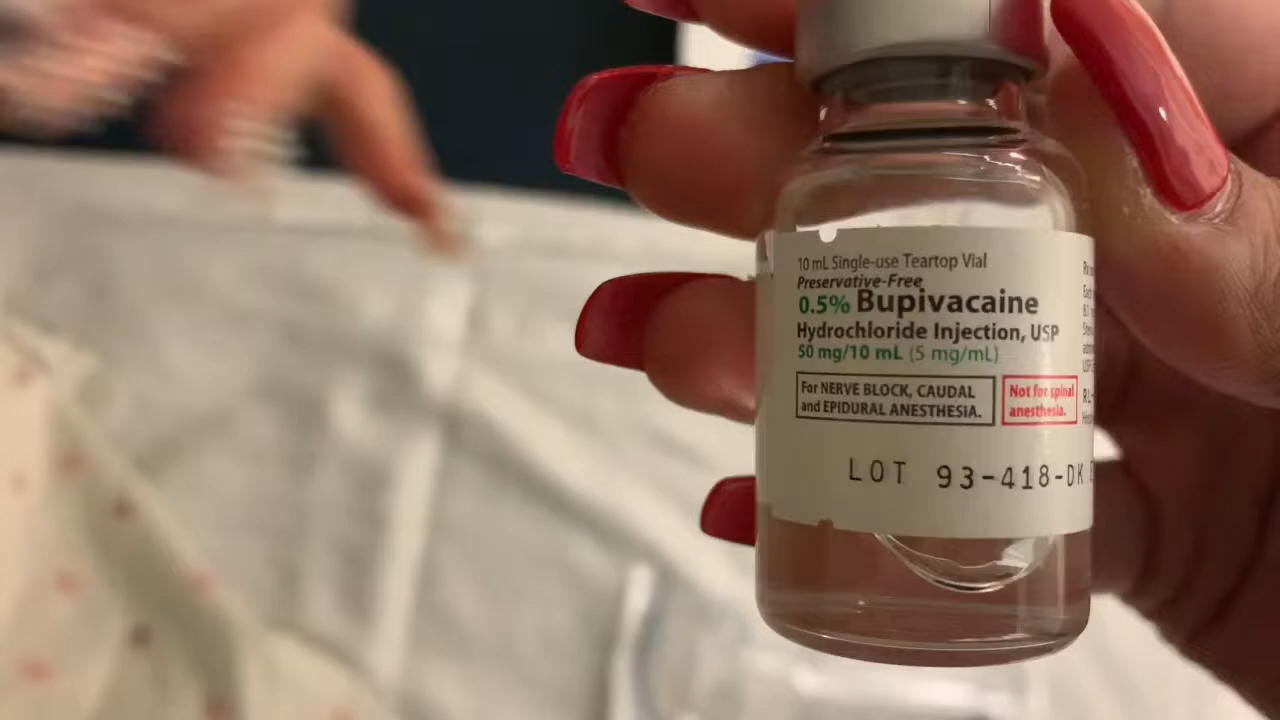 10 mL Single-use Teartop Vial
Preservative-Free
0.5% Bupivacaine
Hydrochloride Injection, USP
50 mg/10 mL (5 mg/mL)
For NERVE BLOCK, CAUDAL
and EPIDURAL ANESTHESIA.
Not for spinal
anesthesia.
LOT 93-418-DK